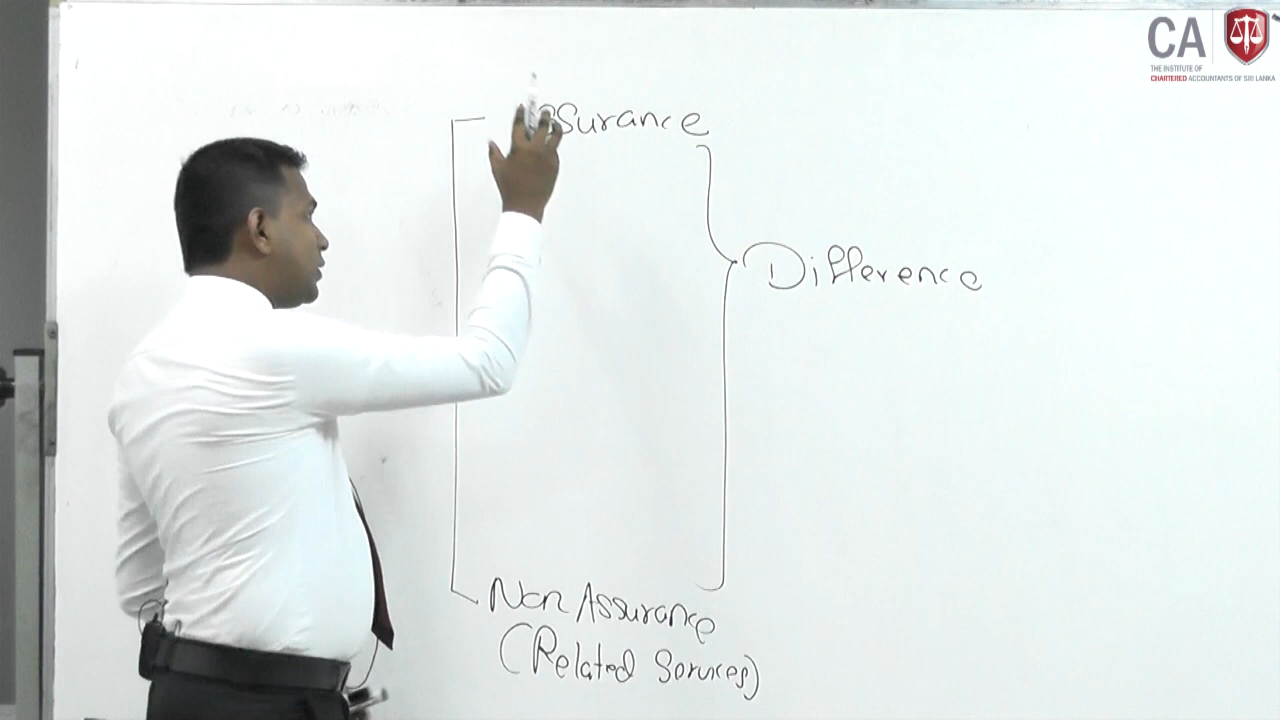 CA
THE INSTITUTE OF
CHARTERED ACCOUNTANTS OF SRI LANKA
Assurance
Difference
Non Assurance
(Related Services)